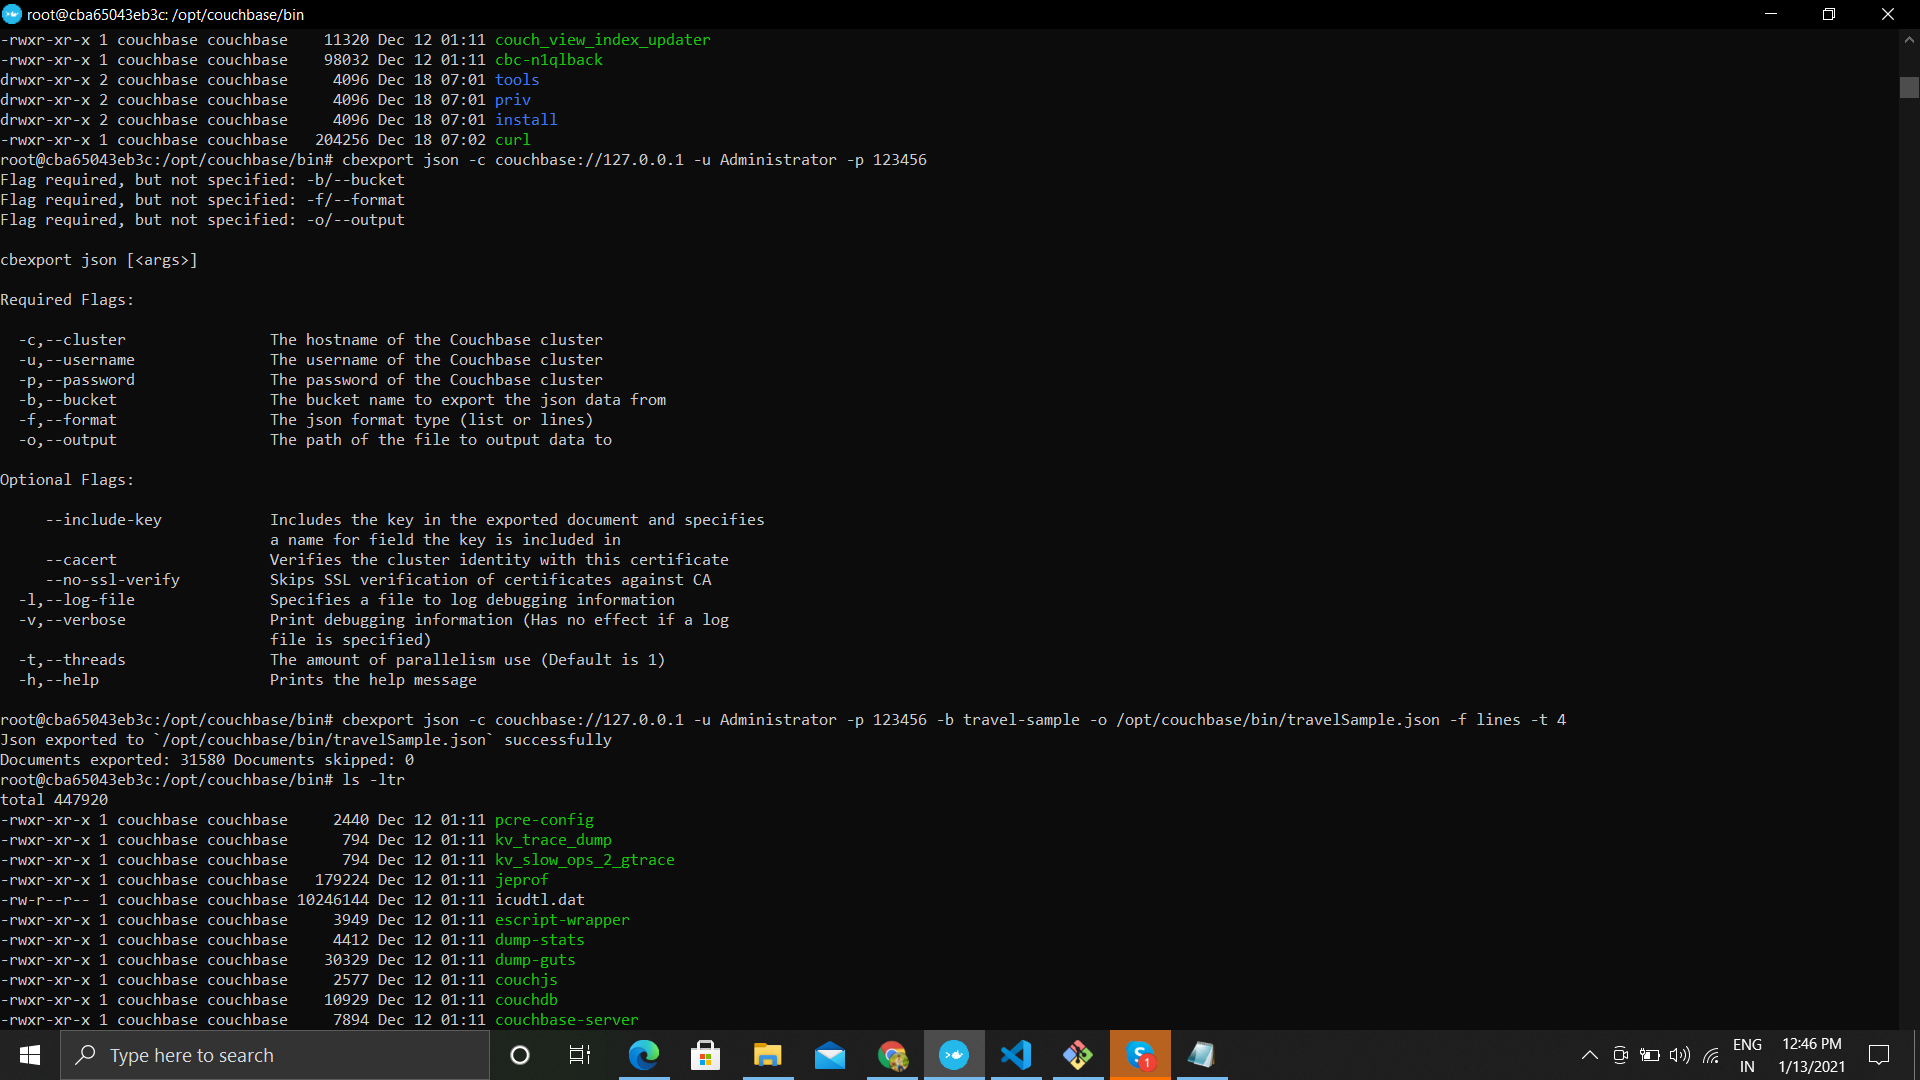 root@cba65043eb3c: /opt/couchbase/bin
-rwxr-xr-x 1 couchbase couchbase    11320 Dec 12 01:11 couch_view_index_updater
-rwxr-xr-x 1 couchbase couchbase    98032 Dec 12 01:11 cbc-n1qlback
drwxr-xr-x 2 couchbase couchbase     4096 Dec 18 07:01 tools
drwxr-xr-x 2 couchbase couchbase     4096 Dec 18 07:01 priv
drwxr-xr-x 2 couchbase couchbase     4096 Dec 18 07:01 install
-rwxr-xr-x 1 couchbase couchbase   204256 Dec 18 07:02 curl
root@cba65043eb3c:/opt/couchbase/bin# cbexport json -c couchbase://127.0.0.1 -u Administrator -p 123456
Flag required, but not specified: -b/--bucket
Flag required, but not specified: -f/--format
Flag required, but not specified: -o/--output
cbexport json [<args>]
Required Flags:
  -c,--cluster                The hostname of the Couchbase cluster
  -u,--username               The username of the Couchbase cluster
  -p,--password               The password of the Couchbase cluster
  -b,--bucket                 The bucket name to export the json data from
  -f,--format                 The json format type (list or lines)
  -o,--output                 The path of the file to output data to
Optional Flags:
     --include-key            Includes the key in the exported document and specifies
                              a name for field the key is included in
     --cacert                 Verifies the cluster identity with this certificate
     --no-ssl-verify          Skips SSL verification of certificates against CA
  -l,--log-file               Specifies a file to log debugging information
  -v,--verbose                Print debugging information (Has no effect if a log
                              file is specified)
  -t,--threads                The amount of parallelism use (Default is 1)
  -h,--help                   Prints the help message
root@cba65043eb3c:/opt/couchbase/bin# cbexport json -c couchbase://127.0.0.1 -u Administrator -p 123456 -b travel-sample -o /opt/couchbase/bin/travelSample.json -f lines -t 4
Json exported to `/opt/couchbase/bin/travelSample.json` successfully
Documents exported: 31580 Documents skipped: 0
root@cba65043eb3c:/opt/couchbase/bin# ls -ltr
total 447920
-rwxr-xr-x 1 couchbase couchbase     2440 Dec 12 01:11 pcre-config
-rwxr-xr-x 1 couchbase couchbase      794 Dec 12 01:11 kv_trace_dump
-rwxr-xr-x 1 couchbase couchbase      794 Dec 12 01:11 kv_slow_ops_2_gtrace
-rwxr-xr-x 1 couchbase couchbase   179224 Dec 12 01:11 jeprof
-rw-r--r-- 1 couchbase couchbase 10246144 Dec 12 01:11 icudtl.dat
-rwxr-xr-x 1 couchbase couchbase     3949 Dec 12 01:11 escript-wrapper
-rwxr-xr-x 1 couchbase couchbase     4412 Dec 12 01:11 dump-stats
-rwxr-xr-x 1 couchbase couchbase    30329 Dec 12 01:11 dump-guts
-rwxr-xr-x 1 couchbase couchbase     2577 Dec 12 01:11 couchjs
-rwxr-xr-x 1 couchbase couchbase    10929 Dec 12 01:11 couchdb
-rwxr-xr-x 1 couchbase couchbase     7894 Dec 12 01:11 couchbase-server
Type here to search
1
ENG
IN
12:46 PM
1/13/2021